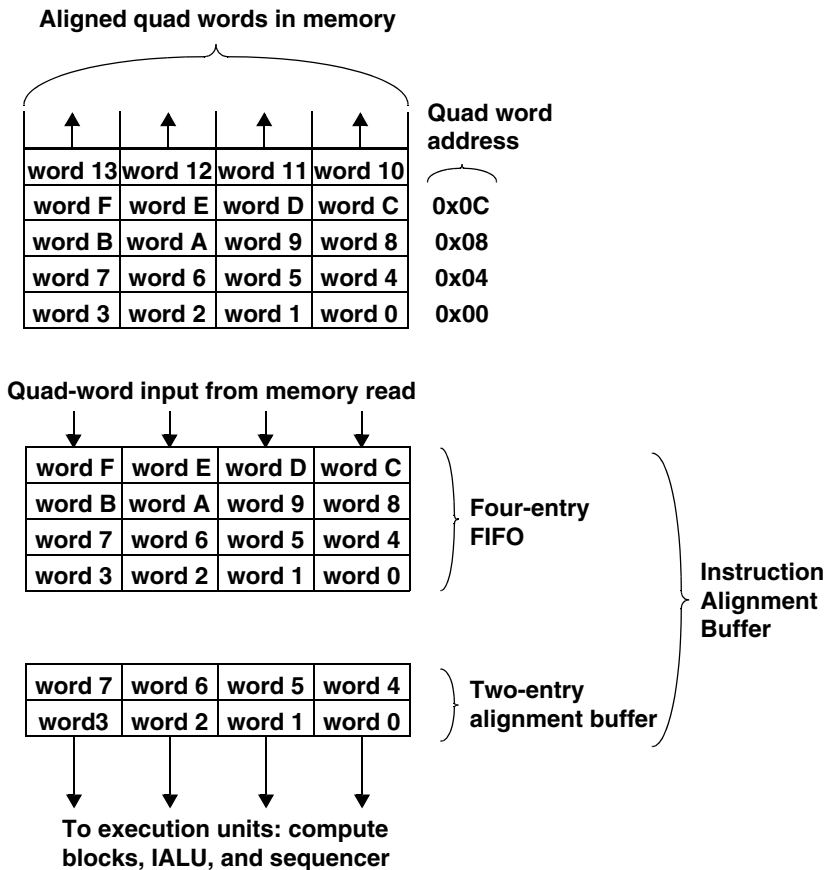 Aligned quad words in memory
Quad word
address
word 13 word 12 word 11 word 10
word F word E word D word C 0x0C
word B word A word 9 word 8 0x08
word 7 word 6 word 5 word 4 0x04
word 3 word 2 word 1 word 0 0x00
Quad-word input from memory read
word F word E word D word C
word B word A word 9 word 8
word 7 word 6 word 5 word 4
word 3 word 2 word 1 word 0
Four-entry
FIFO
Instruction
Alignment
Buffer
word 7 word 6 word 5 word 4
word3 word 2 word 1 word 0
Two-entry
alignment buffer
To execution units: compute
blocks, IALU, and sequencer